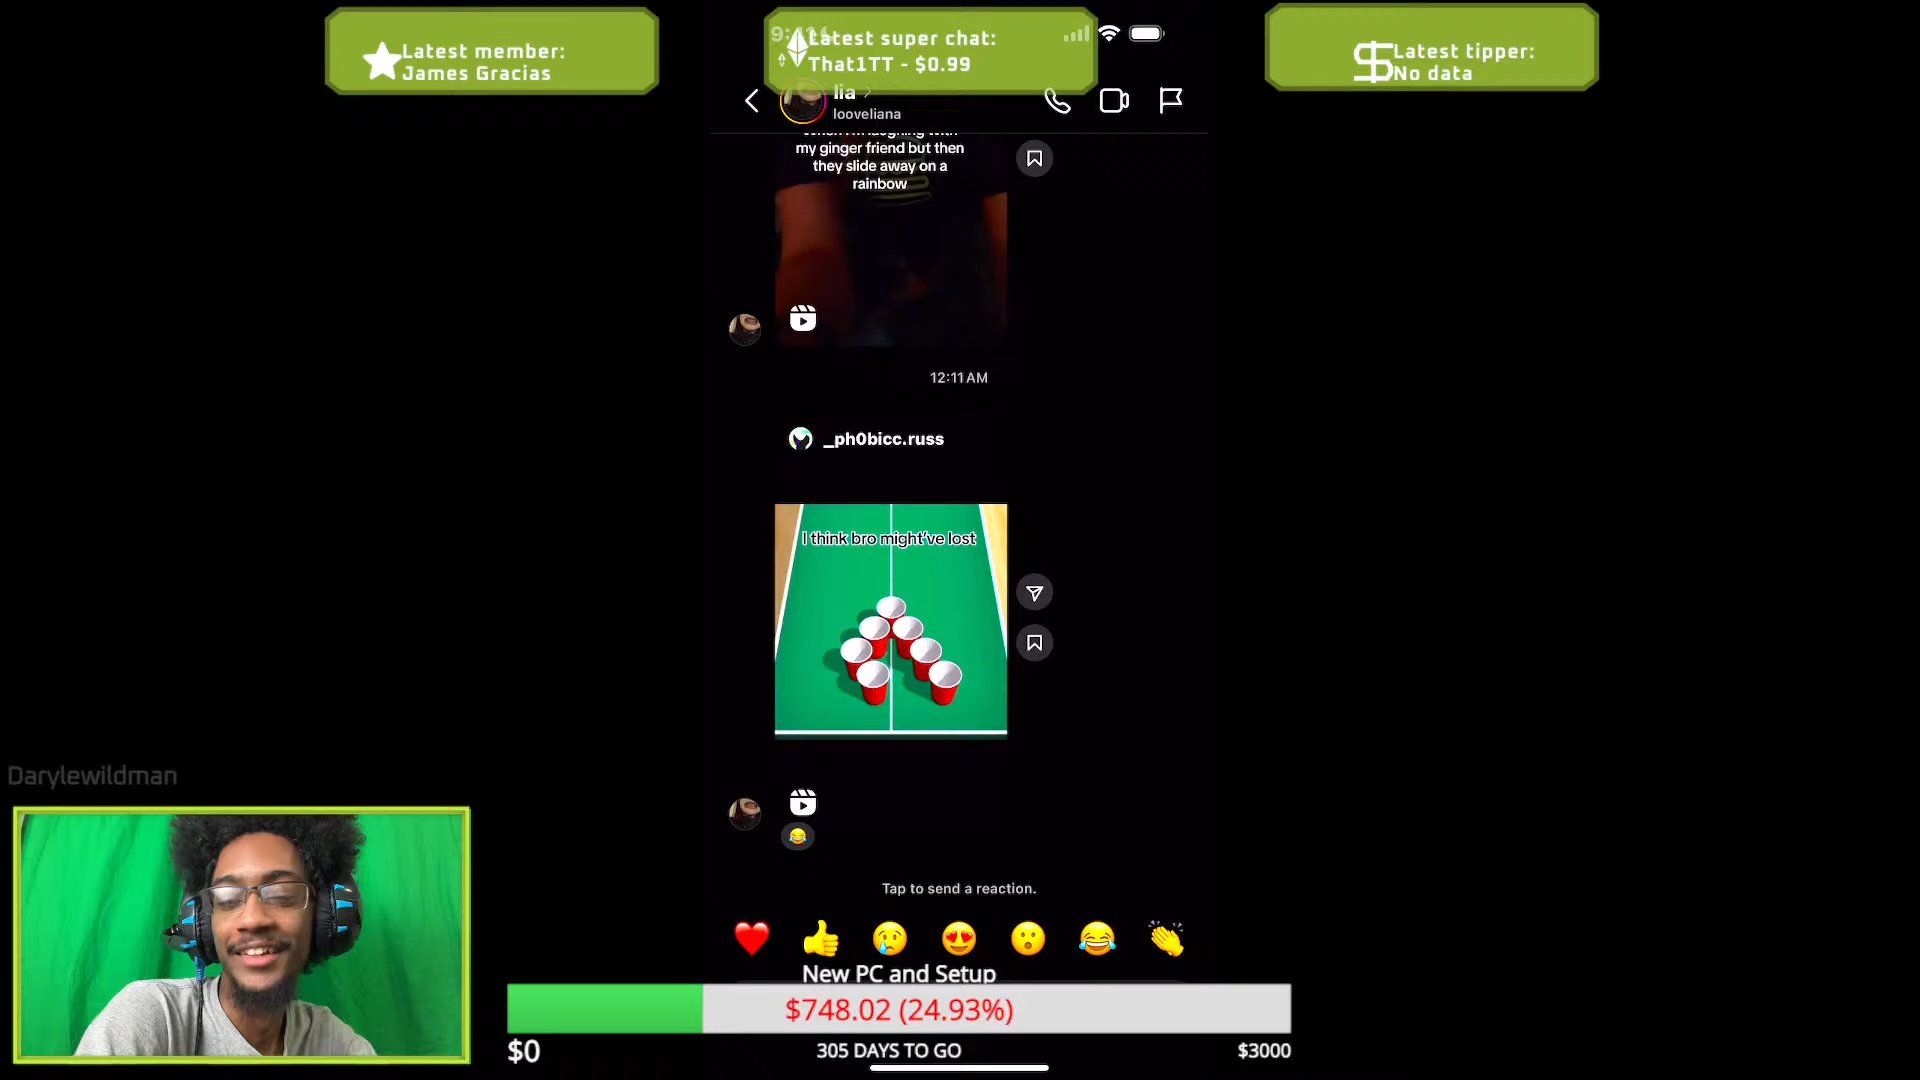 Latest member:
James Gracias
Latest super chat:
That1TT - $0.99
Latest tipper:
No data
lia
looveliana
my ginger friend but then
they slide away on a
rainbow
12:11 AM
_ph0bicc.russ
I think bro might've lost
Tap to send a reaction.
Darylewildman
New PC and Setup
$748.02 (24.93%)
$0
305 DAYS TO GO
$3000